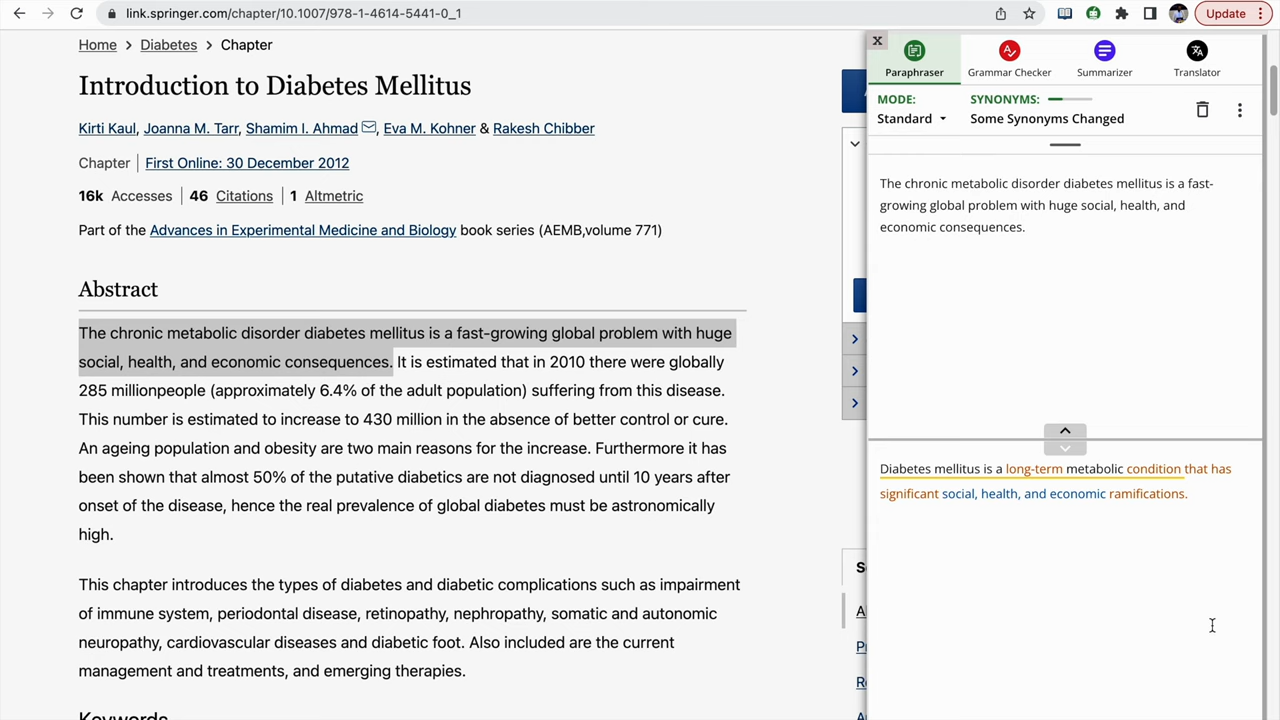 link.springer.com/chapter/10.1007/978-1-4614-5441-0_1
Update
Home > Diabetes > Chapter
Introduction to Diabetes Mellitus
Kirti Kaul, Joanna M. Tarr, Shamim I. Ahmad, Eva M. Kohner & Rakesh Chibber
Chapter | First Online: 30 December 2012
16k Accesses | 46 Citations | 1 Altmetric
Part of the Advances in Experimental Medicine and Biology book series (AEMB,volume 771)
Abstract
The chronic metabolic disorder diabetes mellitus is a fast-growing global problem with huge
social, health, and economic consequences. It is estimated that in 2010 there were globally
285 millionpeople (approximately 6.4% of the adult population) suffering from this disease.
This number is estimated to increase to 430 million in the absence of better control or cure.
An ageing population and obesity are two main reasons for the increase. Furthermore it has
been shown that almost 50% of the putative diabetics are not diagnosed until 10 years after
onset of the disease, hence the real prevalence of global diabetes must be astronomically
high.
This chapter introduces the types of diabetes and diabetic complications such as impairment
of immune system, periodontal disease, retinopathy, nephropathy, somatic and autonomic
neuropathy, cardiovascular diseases and diabetic foot. Also included are the current
management and treatments, and emerging therapies.
Keywords
X
Paraphraser
Grammar Checker
Summarizer
Translator
MODE:
Standard
SYNONYMS:
Some Synonyms Changed
The chronic metabolic disorder diabetes mellitus is a fast-
growing global problem with huge social, health, and
economic consequences.
Diabetes mellitus is a long-term metabolic condition that has
significant social, health, and economic ramifications.